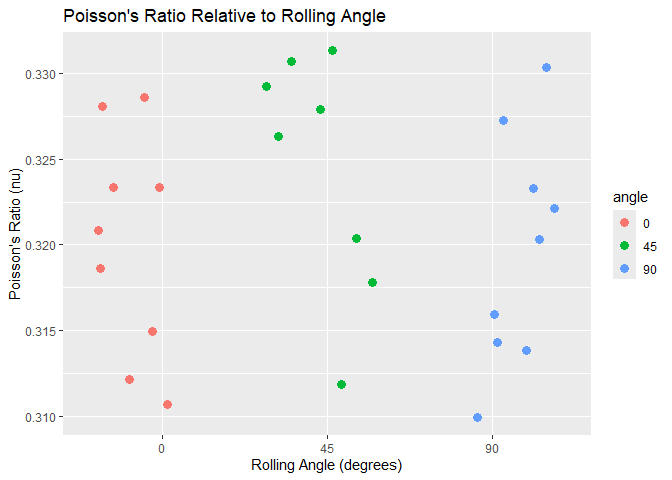 Poisson's Ratio Relative to Rolling Angle
Poisson's Ratio (nu)
0.330
0.325
0.320
0.315
0.310
0
45
90
Rolling Angle (degrees)
angle
0
45
90